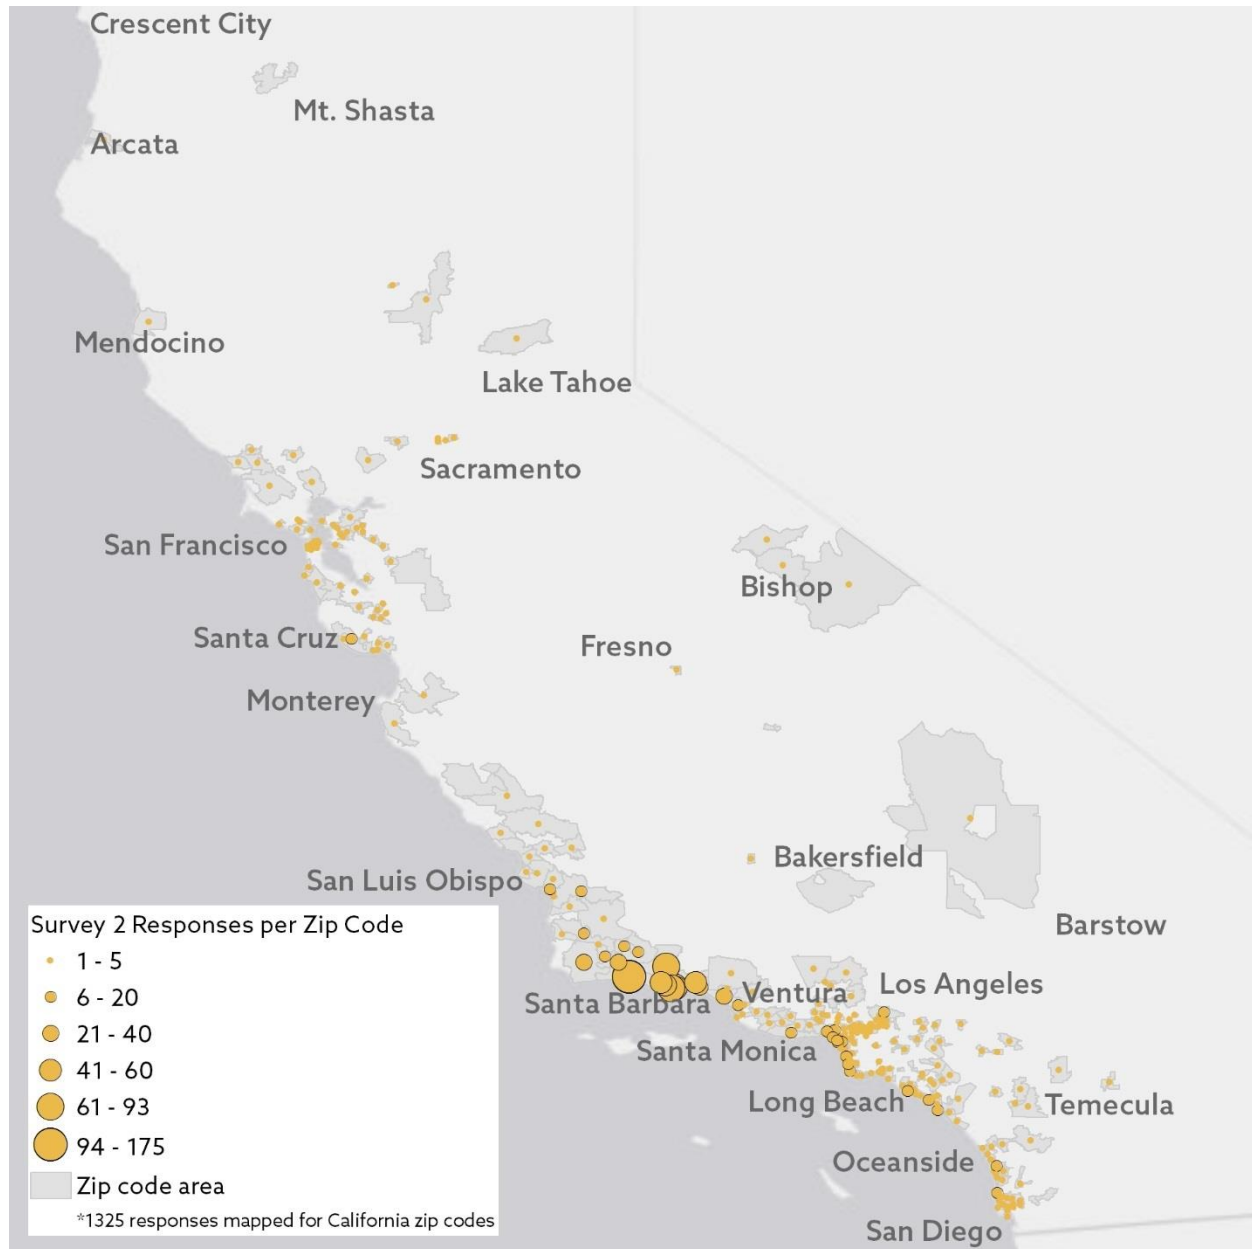 Crescent City
Mt. Shasta
Arcata
Mendocino
Lake Tahoe
Sacramento
San Francisco
Bishop
Santa Cruz
Fresno
Monterey
Bakersfield
San Luis Obispo
Barstow
Los Angeles
Ventura
Santa Barbara
Santa Monica
Long Beach
Temecula
Oceanside
San Diego
Survey 2 Responses per Zip Code
1 - 5
6 - 20
21 - 40
41 - 60
61 - 93
94 - 175
Zip code area
*1325 responses mapped for California zip codes